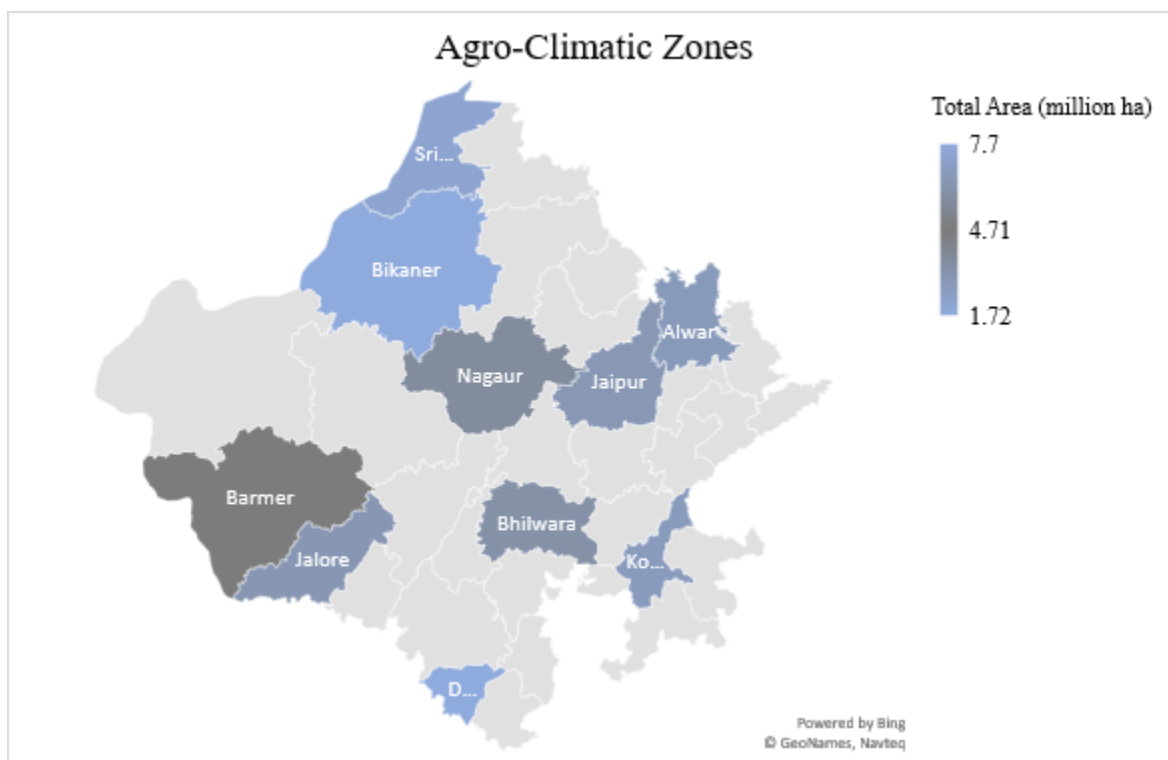 Agro-Climatic Zones
Total Area (million ha)
7.7
4.71
1.72
Sri...
Bikaner
Alwar
Nagaur
Jaipur
Barmer
Bhilwara
Jalore
Ko...
D...
Powered by Bing
© GeoNames, Navteq